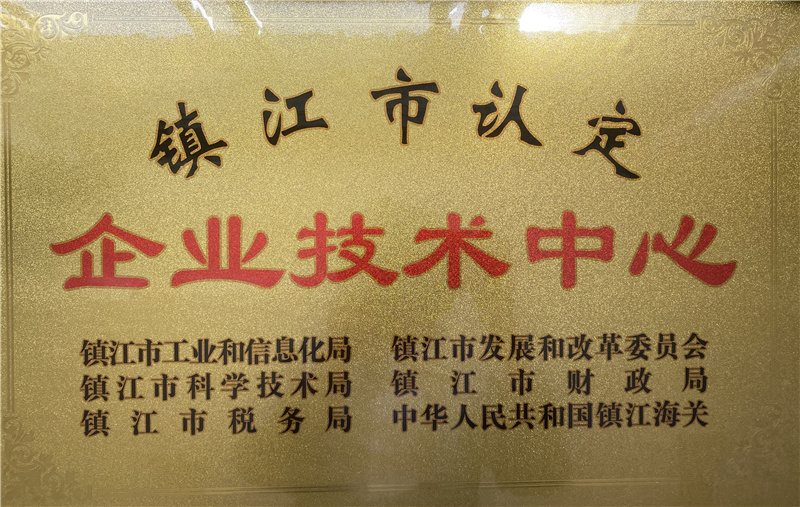 镇江市认定
企业技术中心
镇江市工业和信息化局 镇江市发展和改革委员会
镇江市科学技术局 镇江市财政局
镇江市税务局 中华人民共和国镇江海关